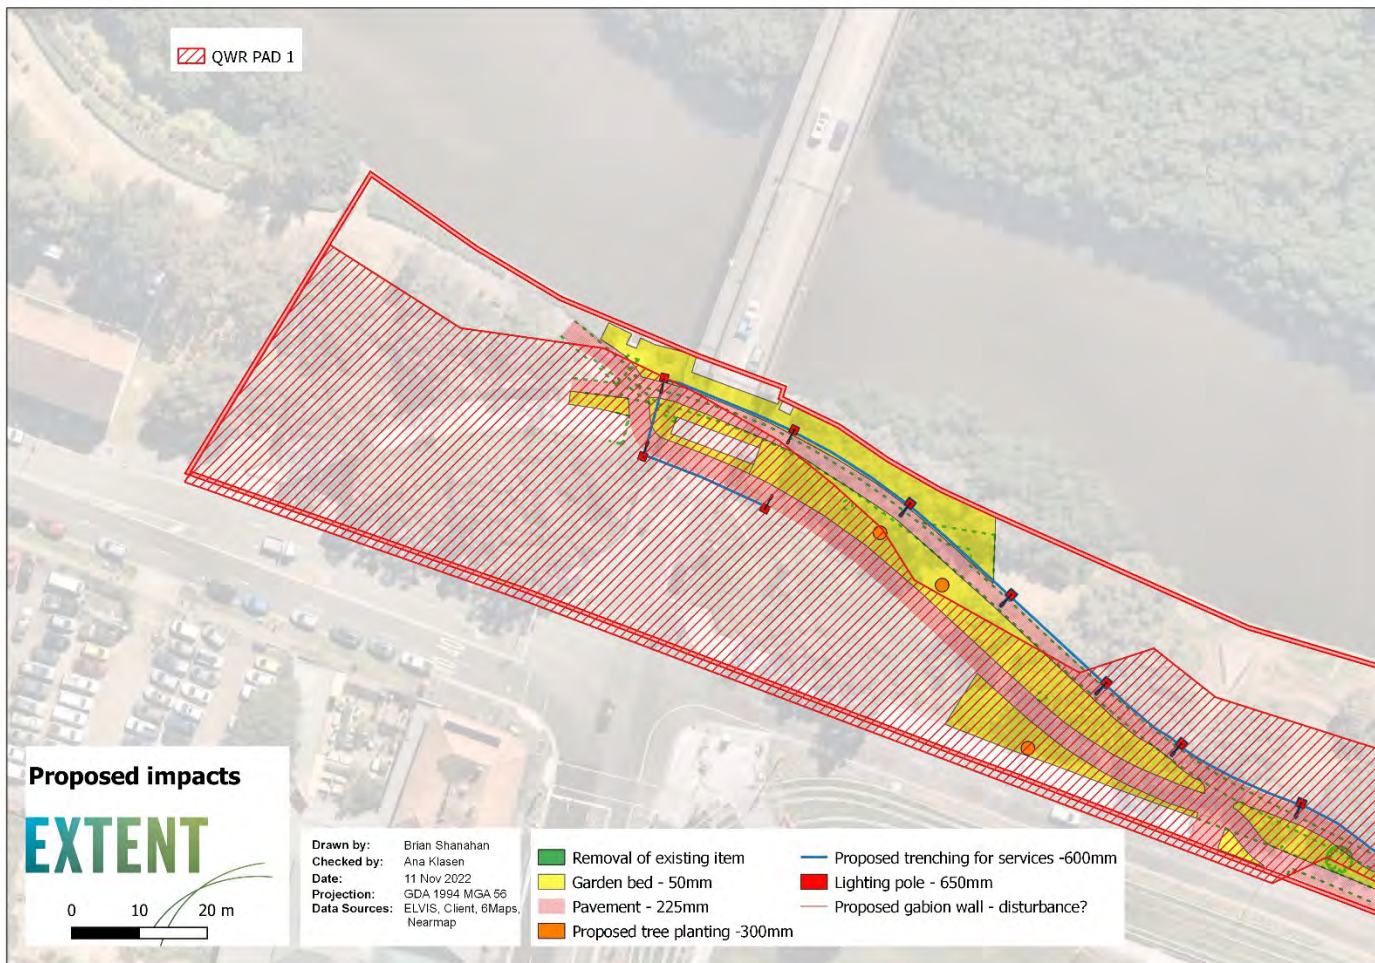 QWR PAD 1
Proposed impacts
EXTENT
0 10 20 m
Drawn by: Brian Shanahan
Checked by: Ana Klasen
Date: 11 Nov 2022
Projection: GDA 1994 MGA 56
Data Sources: ELVIS, Client, 6Maps,
Nearmap
Removal of existing item
Garden bed - 50mm
Pavement - 225mm
Proposed tree planting -300mm
Proposed trenching for services -600mm
Lighting pole - 650mm
Proposed gabion wall - disturbance?